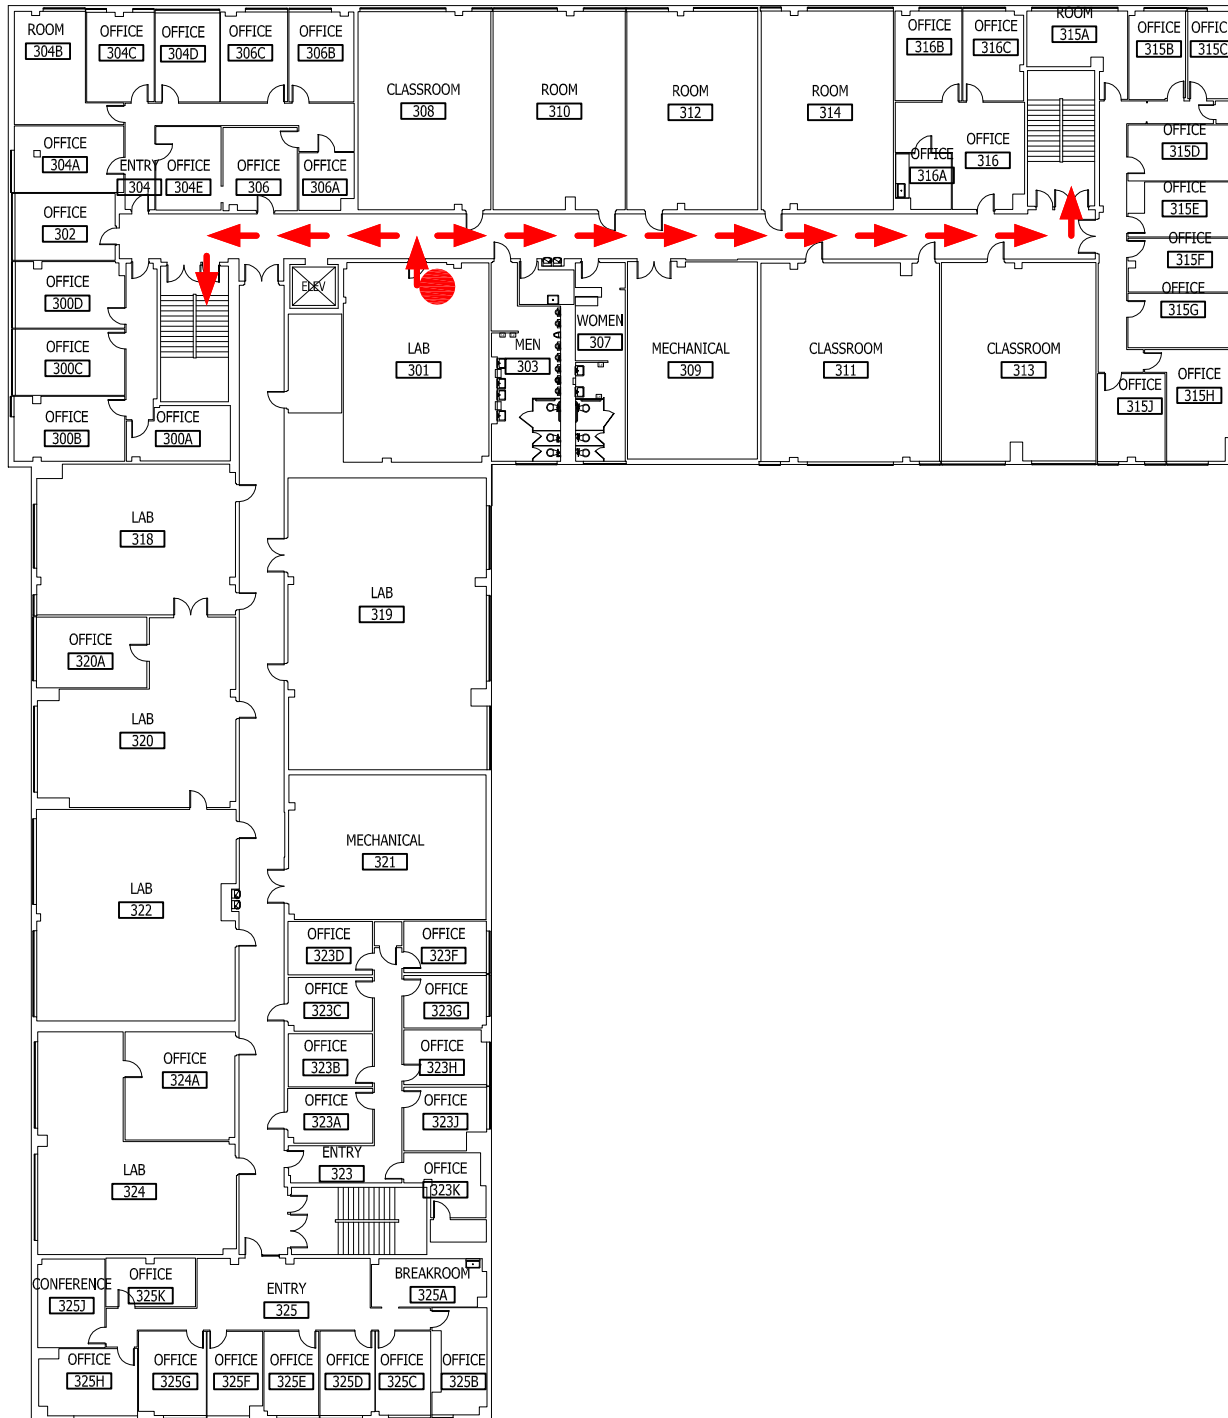 ROOM
304B
OFFICE
304C
OFFICE
304D
OFFICE
306C
OFFICE
306B
CLASSROOM
308
ROOM
310
ROOM
312
ROOM
314
OFFICE
316B
OFFICE
316C
ROOM
315A
OFFICE
315B
OFFIC
315C
OFFICE
304A
ENTRY
304
OFFICE
304E
OFFICE
306
OFFICE
306A
OFFICE
316A
OFFICE
316
OFFICE
315D
OFFICE
315E
OFFICE
302
OFFICE
315F
OFFICE
300D
ELEV
OFFICE
315G
OFFICE
300C
LAB
301
MEN
303
WOMEN
307
MECHANICAL
309
CLASSROOM
311
CLASSROOM
313
OFFICE
315J
OFFICE
315H
OFFICE
300B
OFFICE
300A
LAB
318
LAB
319
OFFICE
320A
LAB
320
MECHANICAL
321
LAB
322
OFFICE
323D
OFFICE
323F
OFFICE
323C
OFFICE
323G
OFFICE
324A
OFFICE
323B
OFFICE
323H
OFFICE
323A
OFFICE
323J
LAB
324
ENTRY
323
OFFICE
323K
CONFERENCE
325J
OFFICE
325K
ENTRY
325
BREAKROOM
325A
OFFICE
325H
OFFICE
325G
OFFICE
325F
OFFICE
325E
OFFICE
325D
OFFICE
325C
OFFICE
325B